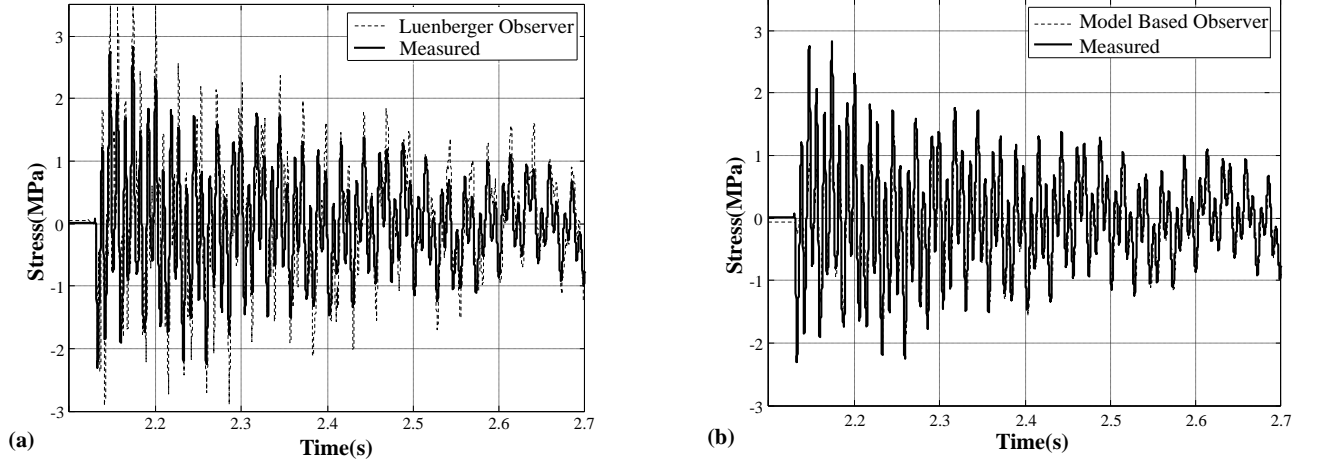 Luenberger Observer
Measured
3
2
1
0
-1
-2
-3
Stress(MPa)
2.2
2.3
2.4
2.5
2.6
2.7
Time(s)
(a)
Model Based Observer
Measured
3
2
1
0
-1
-2
-3
Stress(MPa)
2.2
2.3
2.4
2.5
2.6
2.7
Time(s)
(b)